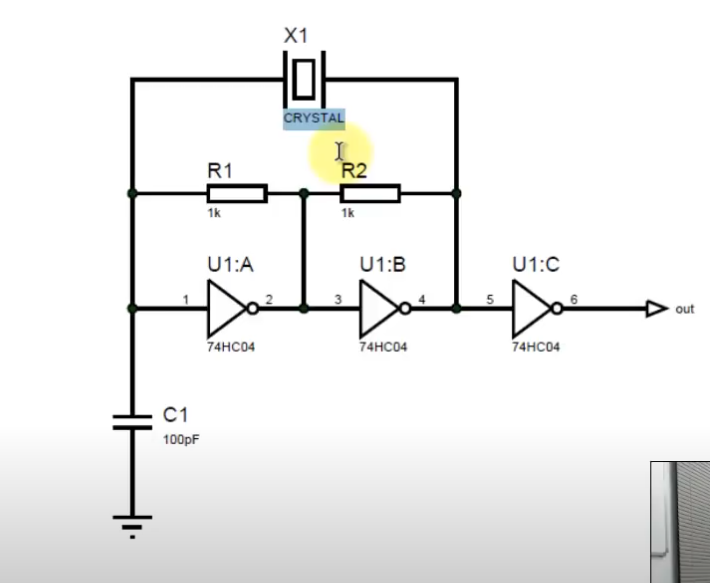 X1
CRYSTAL
R1
R2
1k
1k
U1:A
U1:B
U1:C
1
2
3
4
5
6
out
74HC04
74HC04
74HC04
C1
100pF